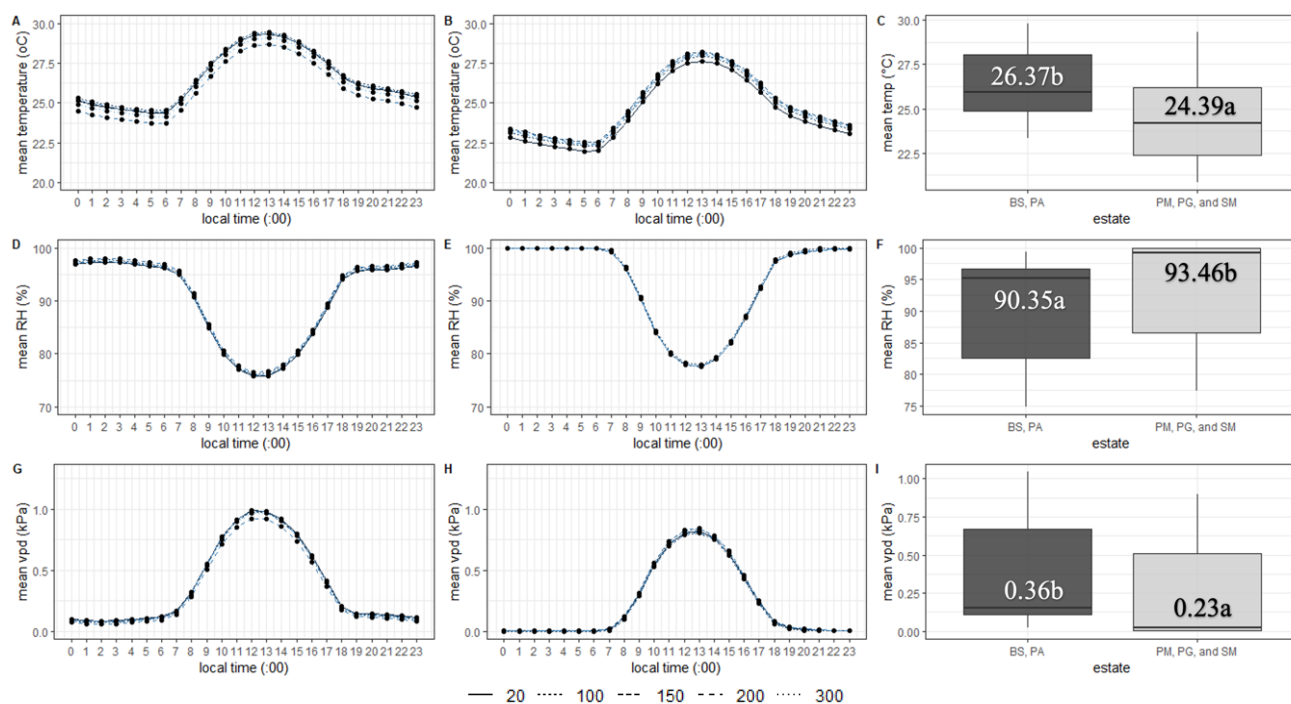 A
mean temperature (oC)
30.0
27.5
25.0
22.5
20.0
0 1 2 3 4 5 6 7 8 9 10 11 12 13 14 15 16 17 18 19 20 21 22 23
local time (:00)
B
mean temperature (oC)
30.0
27.5
25.0
22.5
20.0
0 1 2 3 4 5 6 7 8 9 10 11 12 13 14 15 16 17 18 19 20 21 22 23
local time (:00)
C
mean temp (°C)
30.0
27.5
25.0
22.5
26.37b
24.39a
BS, PA
PM, PG, and SM
estate
D
mean RH (%)
100
90
80
70
0 1 2 3 4 5 6 7 8 9 10 11 12 13 14 15 16 17 18 19 20 21 22 23
local time (:00)
E
mean RH (%)
100
90
80
70
0 1 2 3 4 5 6 7 8 9 10 11 12 13 14 15 16 17 18 19 20 21 22 23
local time (:00)
F
mean RH (%)
100
95
90
85
80
75
90.35a
93.46b
BS, PA
PM, PG, and SM
estate
G
mean vpd (kPa)
1.0
0.5
0.0
0 1 2 3 4 5 6 7 8 9 10 11 12 13 14 15 16 17 18 19 20 21 22 23
local time (:00)
H
mean vpd (kPa)
1.0
0.5
0.0
0 1 2 3 4 5 6 7 8 9 10 11 12 13 14 15 16 17 18 19 20 21 22 23
local time (:00)
I
mean vpd (kPa)
1.00
0.75
0.50
0.25
0.00
0.36b
0.23a
BS, PA
PM, PG, and SM
estate
20 100 150 200 300